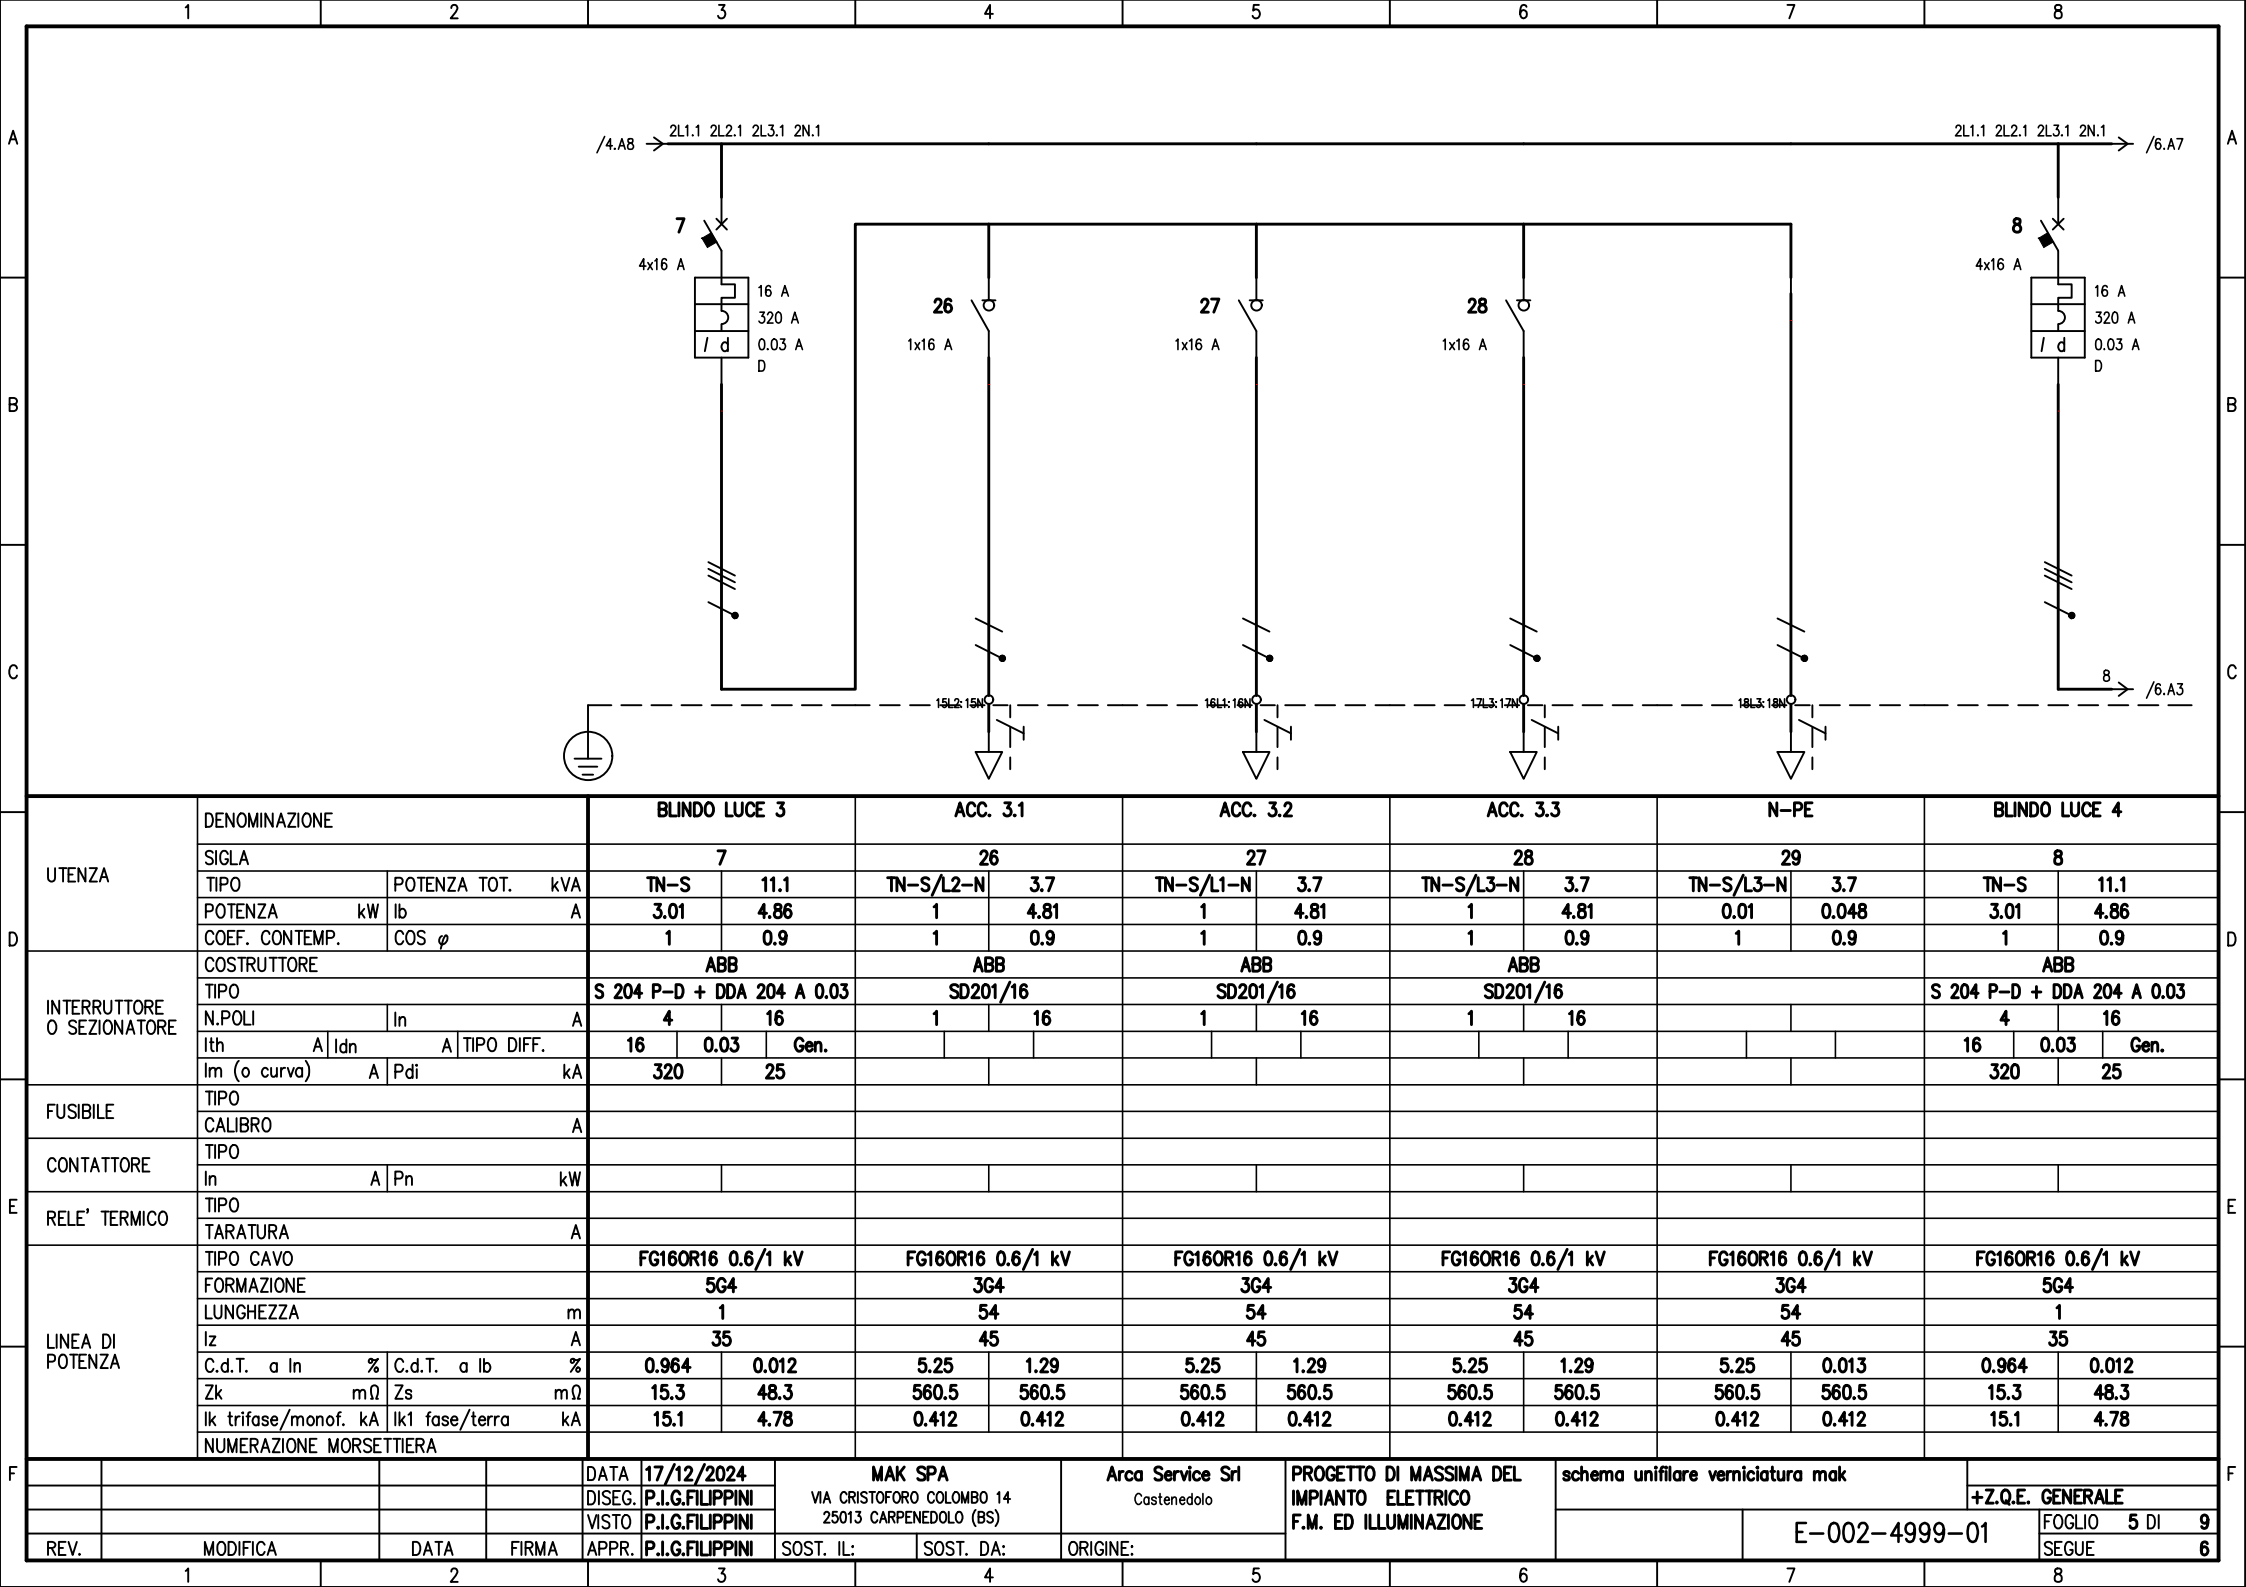 1 2 3 4 5 6 7 8
2L1.1 2L2.1 2L3.1 2N.1 2L1.1 2L2.1 2L3.1 2N.1
A /4.A8 /6.A7 A
7 8
4x16 A 4x16 A
16 A 16 A
26 27 28
320 A 320 A
1x16 A 1x16 A 1x16 A
I d 0.03 A I d 0.03 A
D D
B B
C 8 C
/6.A3
15L2:15N 16L1:16N 17L3:17N 18L3:18N
UTENZA
DENOMINAZIONE BLINDO LUCE 3 ACC. 3.1 ACC. 3.2 ACC. 3.3 N-PE BLINDO LUCE 4
SIGLA 7 26 27 28 29 8
TIPO POTENZA TOT. kVA TN-S 11.1 TN-S/L2-N 3.7 TN-S/L1-N 3.7 TN-S/L3-N 3.7 TN-S/L3-N 3.7 TN-S 11.1
POTENZA kW Ib A 3.01 4.86 1 4.81 1 4.81 1 4.81 0.01 0.048 3.01 4.86
D COEF. CONTEMP. COS φ 1 0.9 1 0.9 1 0.9 1 0.9 1 0.9 1 0.9 D
INTERRUTTORE
O SEZIONATORE
COSTRUTTORE ABB ABB ABB ABB ABB
TIPO S 204 P-D + DDA 204 A 0.03 SD201/16 SD201/16 SD201/16 S 204 P-D + DDA 204 A 0.03
N.POLI In A 4 16 1 16 1 16 1 16 4 16
Ith A Idn A TIPO DIFF. 16 0.03 Gen. 16 0.03 Gen.
Im (o curva) A Pdi kA 320 25 320 25
FUSIBILE
TIPO
CALIBRO A
CONTATTORE
TIPO
In A Pn kW
E RELE' TERMICO E
TIPO
TARATURA A
LINEA DI
POTENZA
TIPO CAVO FG16OR16 0.6/1 kV FG16OR16 0.6/1 kV FG16OR16 0.6/1 kV FG16OR16 0.6/1 kV FG16OR16 0.6/1 kV FG16OR16 0.6/1 kV
FORMAZIONE 5G4 3G4 3G4 3G4 3G4 5G4
LUNGHEZZA m 1 54 54 54 54 1
Iz A 35 45 45 45 45 35
C.d.T. a In % C.d.T. a Ib % 0.964 0.012 5.25 1.29 5.25 1.29 5.25 1.29 5.25 0.013 0.964 0.012
Zk mΩ Zs mΩ 15.3 48.3 560.5 560.5 560.5 560.5 560.5 560.5 560.5 560.5 15.3 48.3
Ik trifase/monof. kA Ik1 fase/terra kA 15.1 4.78 0.412 0.412 0.412 0.412 0.412 0.412 0.412 0.412 15.1 4.78
NUMERAZIONE MORSETTIERA
F F
REV. MODIFICA DATA FIRMA
DATA 17/12/2024
DISEG. P.I.G.FILIPPINI
VISTO P.I.G.FILIPPINI
APPR. P.I.G.FILIPPINI
MAK SPA
VIA CRISTOFORO COLOMBO 14
25013 CARPENEDOLO (BS)
SOST. IL: SOST. DA: ORIGINE:
Arca Service Srl
Castenedolo
PROGETTO DI MASSIMA DEL
IMPIANTO ELETTRICO
F.M. ED ILLUMINAZIONE
schema unifilare verniciatura mak
+Z.Q.E. GENERALE
E-002-4999-01
FOGLIO 5 DI 9
SEGUE 6
1 2 3 4 5 6 7 8